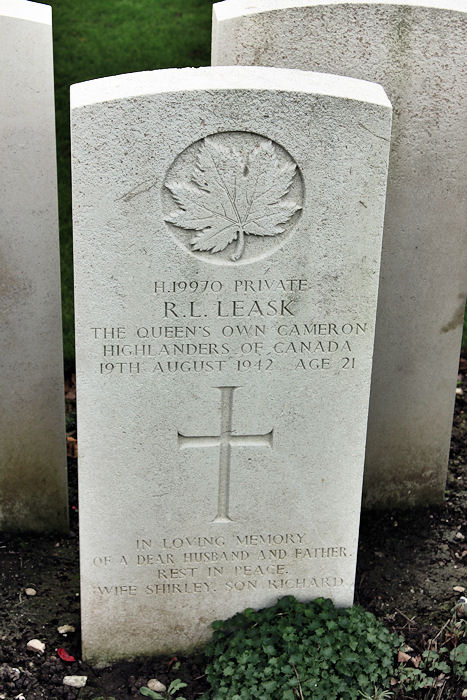 H.19970 PRIVATE
R.L. LEASK
THE QUEEN'S OWN CAMERON
HIGHLANDERS OF CANADA
19TH AUGUST 1942 AGE 21
IN LOVING MEMORY
OF A DEAR HUSBAND AND FATHER.
REST IN PEACE.
WIFE SHIRLEY, SON RICHARD